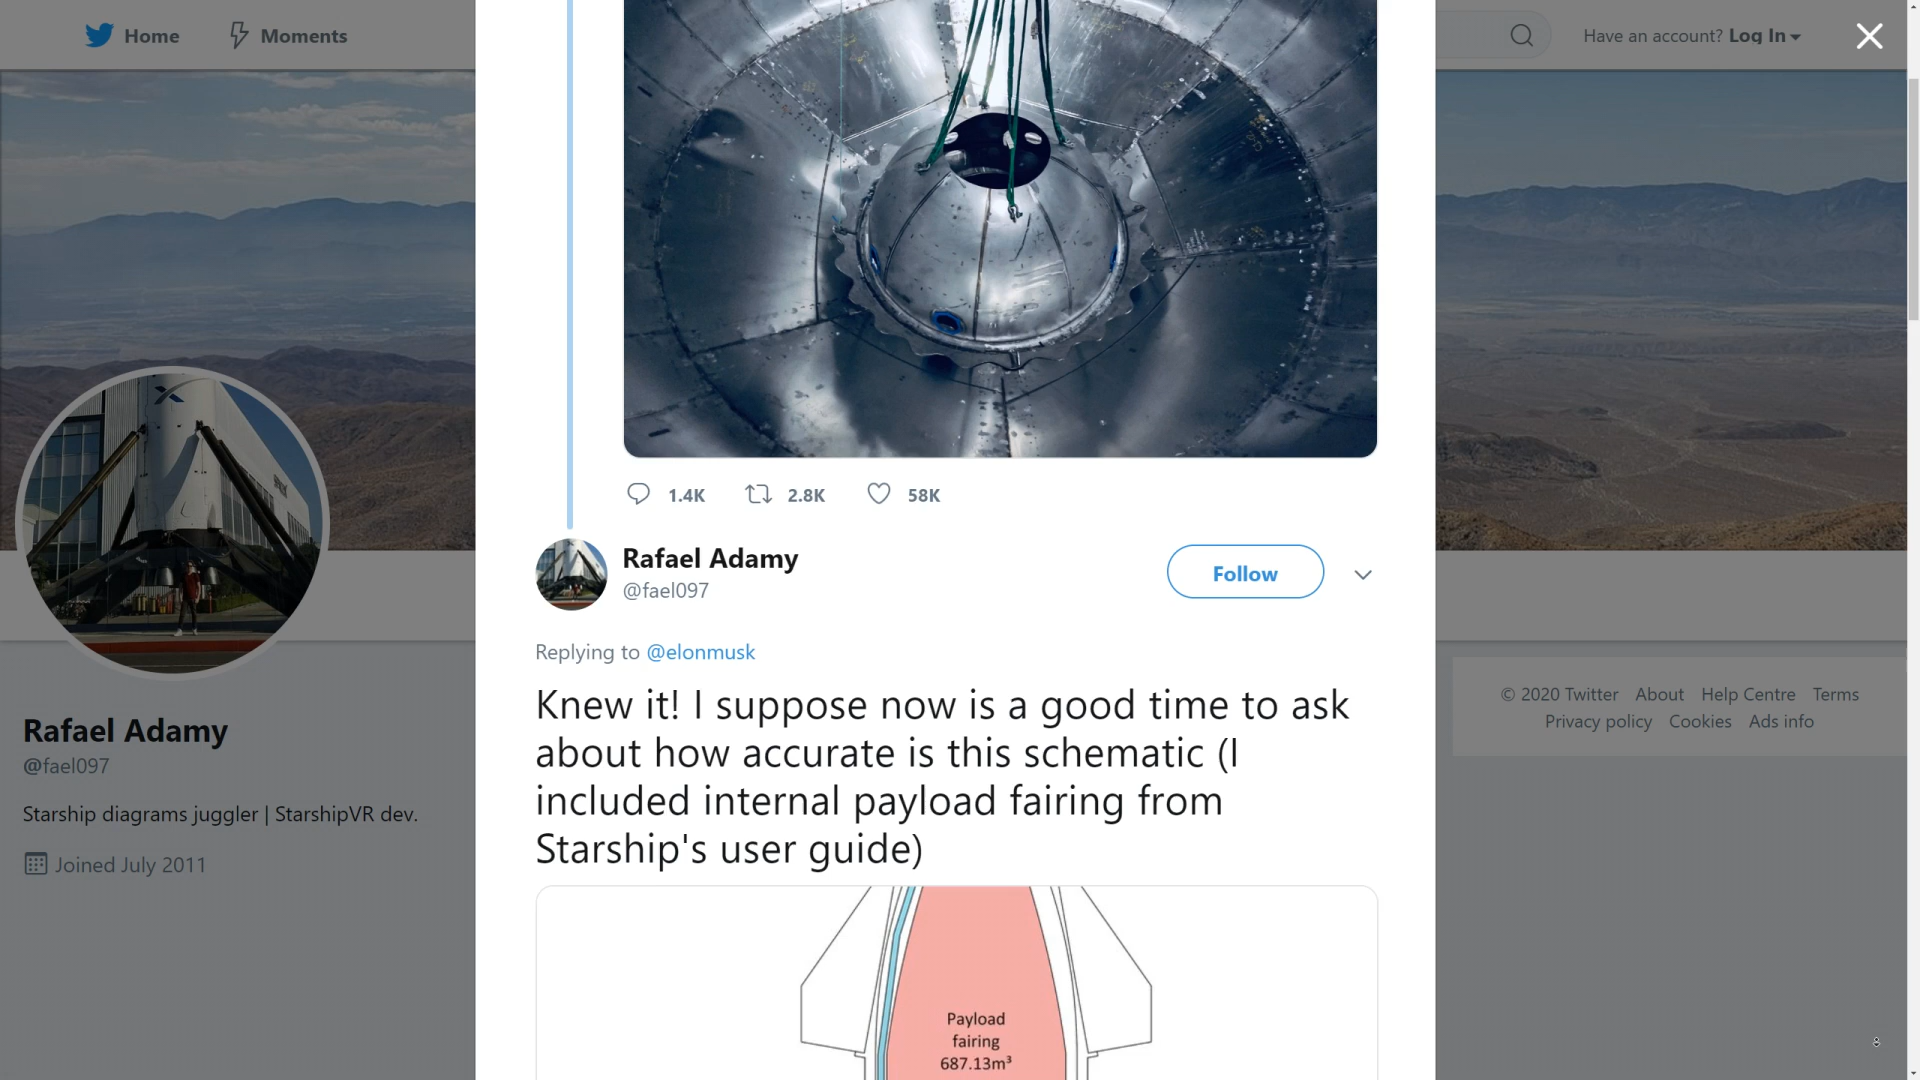 Home
Moments
Have an account? Log In
1.4K
2.8K
58K
Rafael Adamy
@fael097
Follow
Replying to @elonmusk
Knew it! I suppose now is a good time to ask
about how accurate is this schematic (I
included internal payload fairing from
Starship's user guide)
Payload
fairing
687.13m³
Rafael Adamy
@fael097
Starship diagrams juggler | StarshipVR dev.
Joined July 2011
© 2020 Twitter About Help Centre Terms
Privacy policy Cookies Ads info